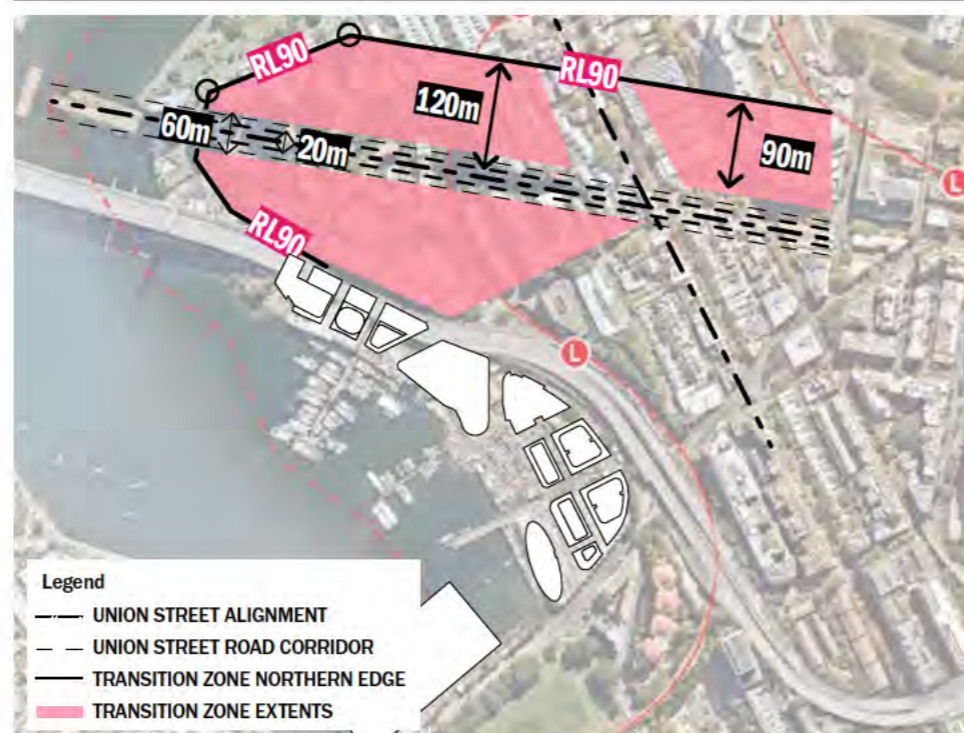 RL90
RL90
120m
60m
20m
90m
L
RL90
L
Legend
UNION STREET ALIGNMENT
UNION STREET ROAD CORRIDOR
TRANSITION ZONE NORTHERN EDGE
TRANSITION ZONE EXTENTS